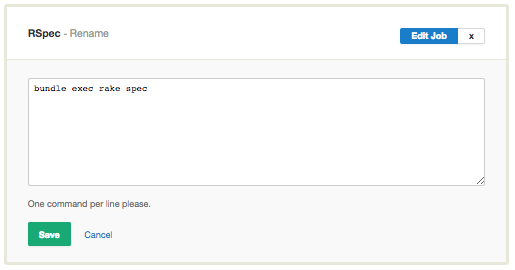 RSpec - Rename
Edit Job x
bundle exec rake spec
One command per line please.
Save Cancel